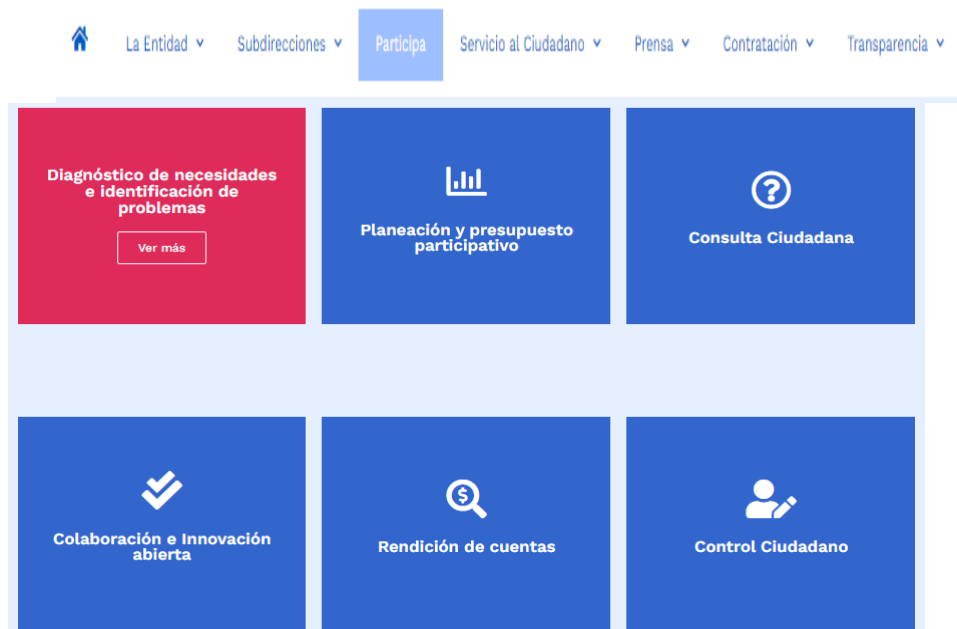 La Entidad
Subdirecciones
Participa
Servicio al Ciudadano
Prensa
Contratación
Transparencia
Diagnóstico de necesidades
e identificación de
problemas
Ver más
Planeación y presupuesto
participativo
Consulta Ciudadana
Colaboración e Innovación
abierta
Rendición de cuentas
Control Ciudadano